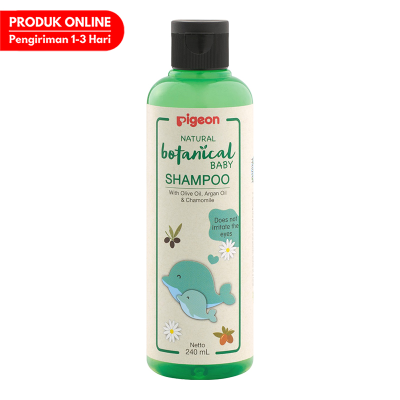 PRODUK ONLINE
Pengiriman 1-3 Hari
pigeon
NATURAL
botanical
BABY
SHAMPOO
With Olive Oil, Argan Oil
& Chamomile
Does not
irritate the
eyes
Netto
240 mL